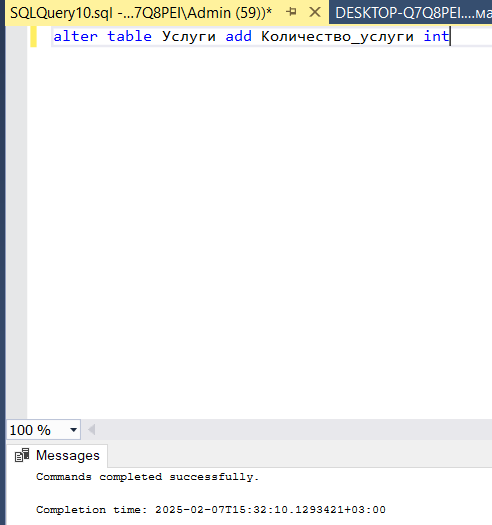 SQLQuery10.sql -...7Q8PEI\Admin (59))* DESKTOP-Q7Q8PEI....ма
alter table Услуги add Количество_услуги int
100 %
Messages
Commands completed successfully.
Completion time: 2025-02-07T15:32:10.1293421+03:00